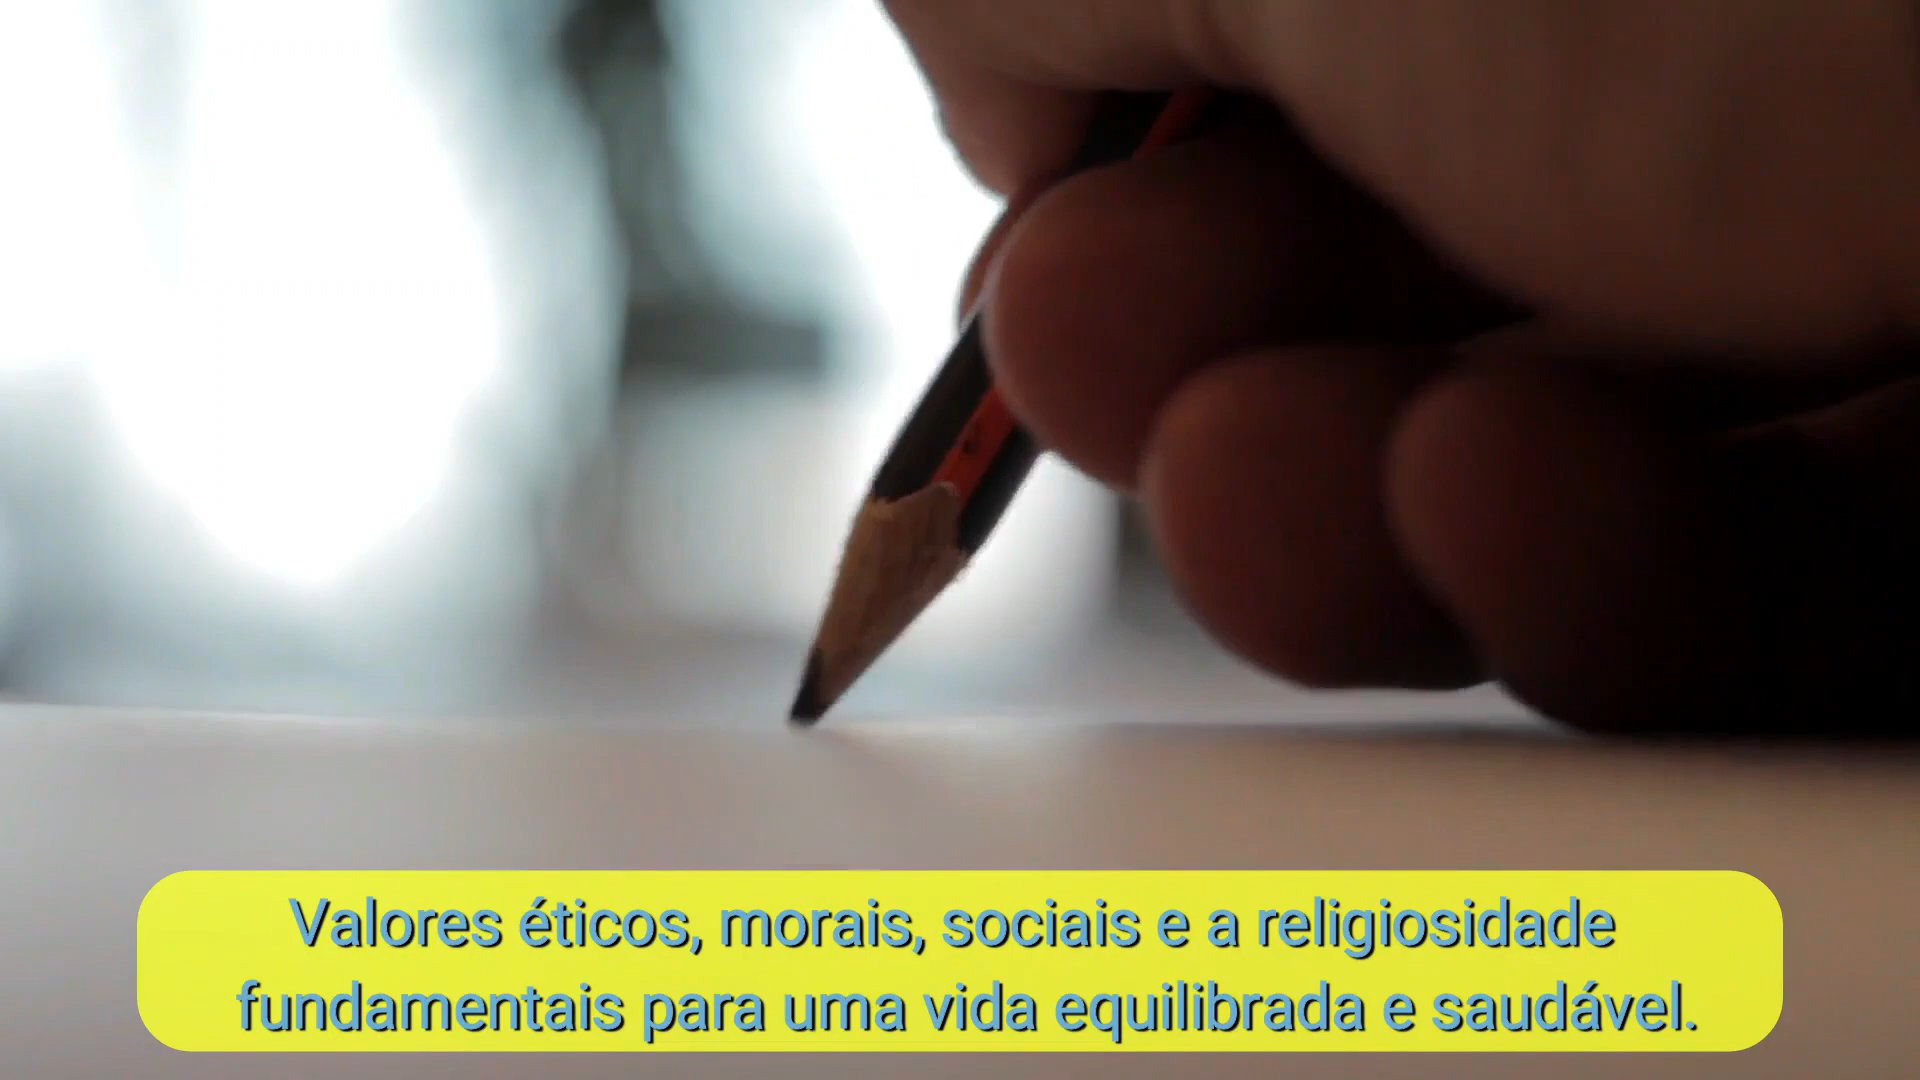 Valores éticos, morais, sociais e a religiosidade
fundamentais para uma vida equilibrada e saudável.